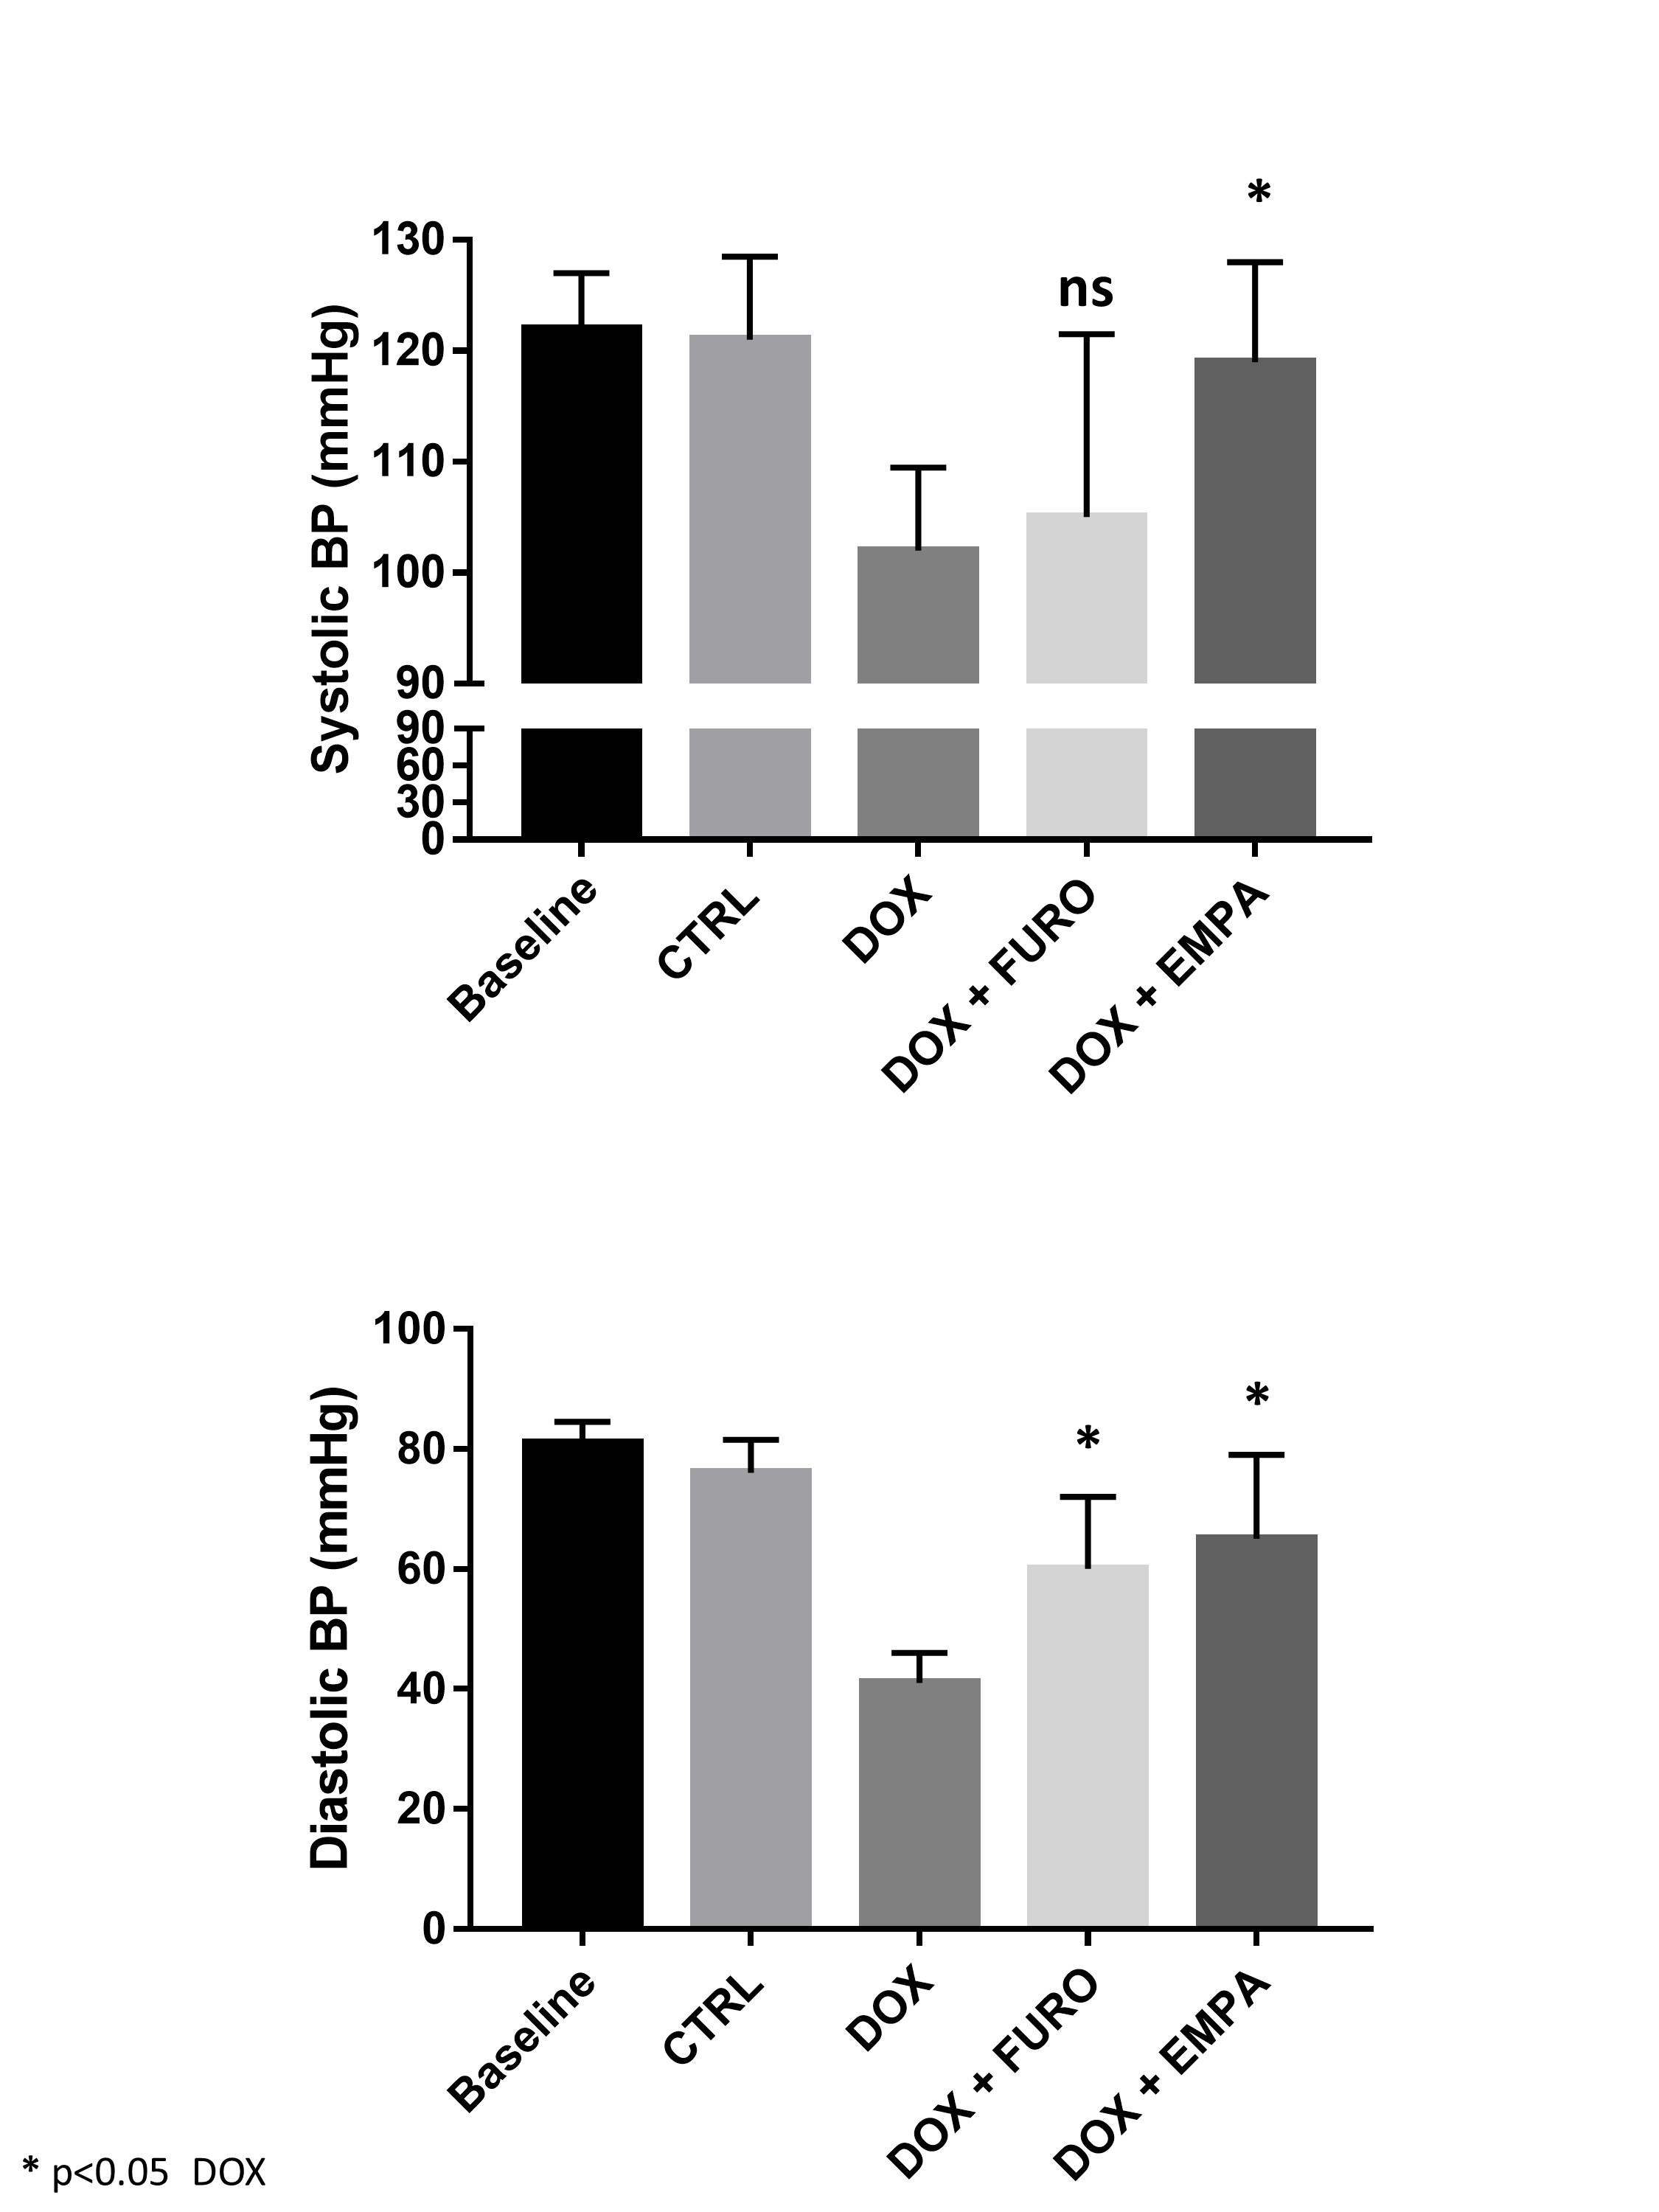 *
130
ns
120
110
100
90
90
60
30
0
Systolic BP (mmHg)
Baseline
CTRL
DOX
DOX + FURO
DOX + EMPA
100
*
*
80
60
40
20
0
Diastolic BP (mmHg)
Baseline
CTRL
DOX
DOX + FURO
DOX + EMPA
* p<0.05 DOX